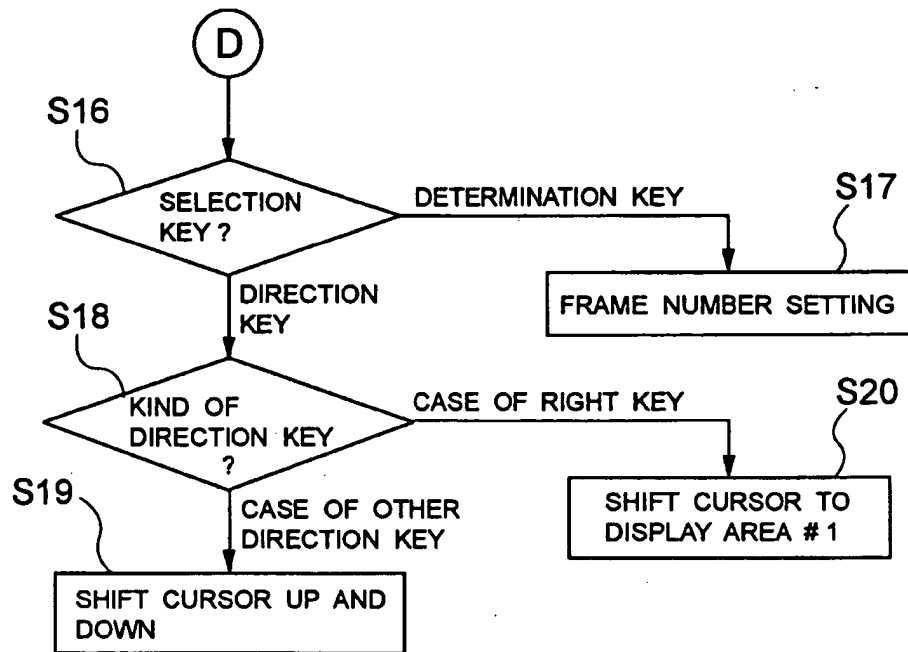 D
S16
SELECTION
KEY?
DETERMINATION KEY
S17
FRAME NUMBER SETTING
DIRECTION
KEY
S18
KIND OF
DIRECTION KEY
?
CASE OF RIGHT KEY
S20
SHIFT CURSOR TO
DISPLAY AREA #1
S19
CASE OF OTHER
DIRECTION KEY
SHIFT CURSOR UP AND
DOWN